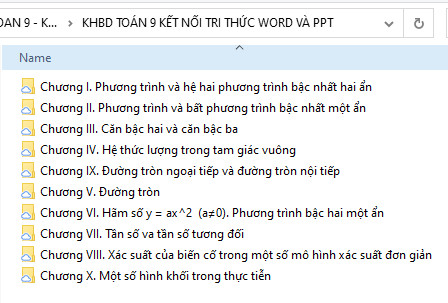 OAN 9 - K... > KHBD TOÁN 9 KẾT NỐI TRI THỨC WORD VÀ PPT
Name
Chương I. Phương trình và hệ hai phương trình bậc nhất hai ẩn
Chương II. Phương trình và bất phương trình bậc nhất một ẩn
Chương III. Căn bậc hai và căn bậc ba
Chương IV. Hệ thức lượng trong tam giác vuông
Chương IX. Đường tròn ngoại tiếp và đường tròn nội tiếp
Chương V. Đường tròn
Chương VI. Hãm số y = ax^2 (a≠0). Phương trình bậc hai một ẩn
Chương VII. Tần số va tần số tương đối
Chương VIII. Xác suất của biến cố trong một số mô hình xác suất đơn giản
Chương X. Một số hình khối trong thực tiễn